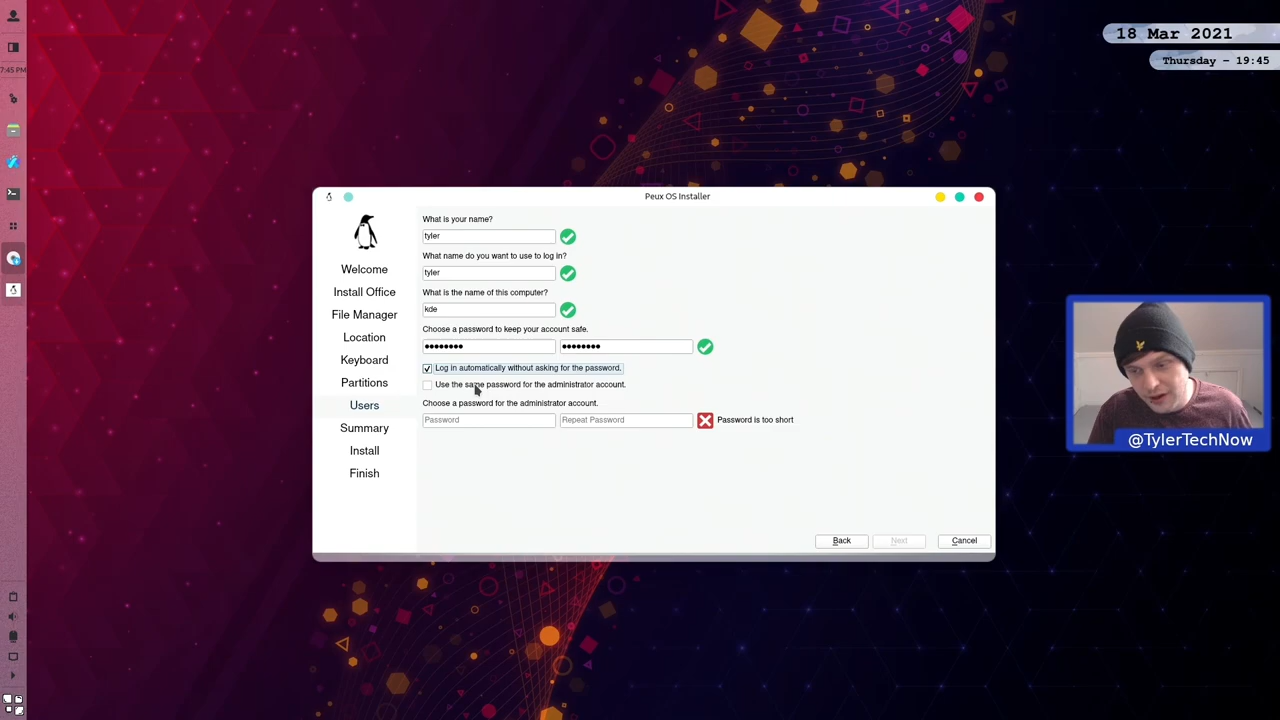 18 Mar 2021
Thursday - 19:45
7:45 PM
Peux OS Installer
Welcome
Install Office
File Manager
Location
Keyboard
Partitions
Users
Summary
Install
Finish
What is your name?
tyler
What name do you want to use to log in?
tyler
What is the name of this computer?
kde
Choose a password to keep your account safe.
Log in automatically without asking for the password.
Use the same password for the administrator account.
Choose a password for the administrator account.
Password
Repeat Password
Password is too short
Back
Next
Cancel
@TylerTechNow